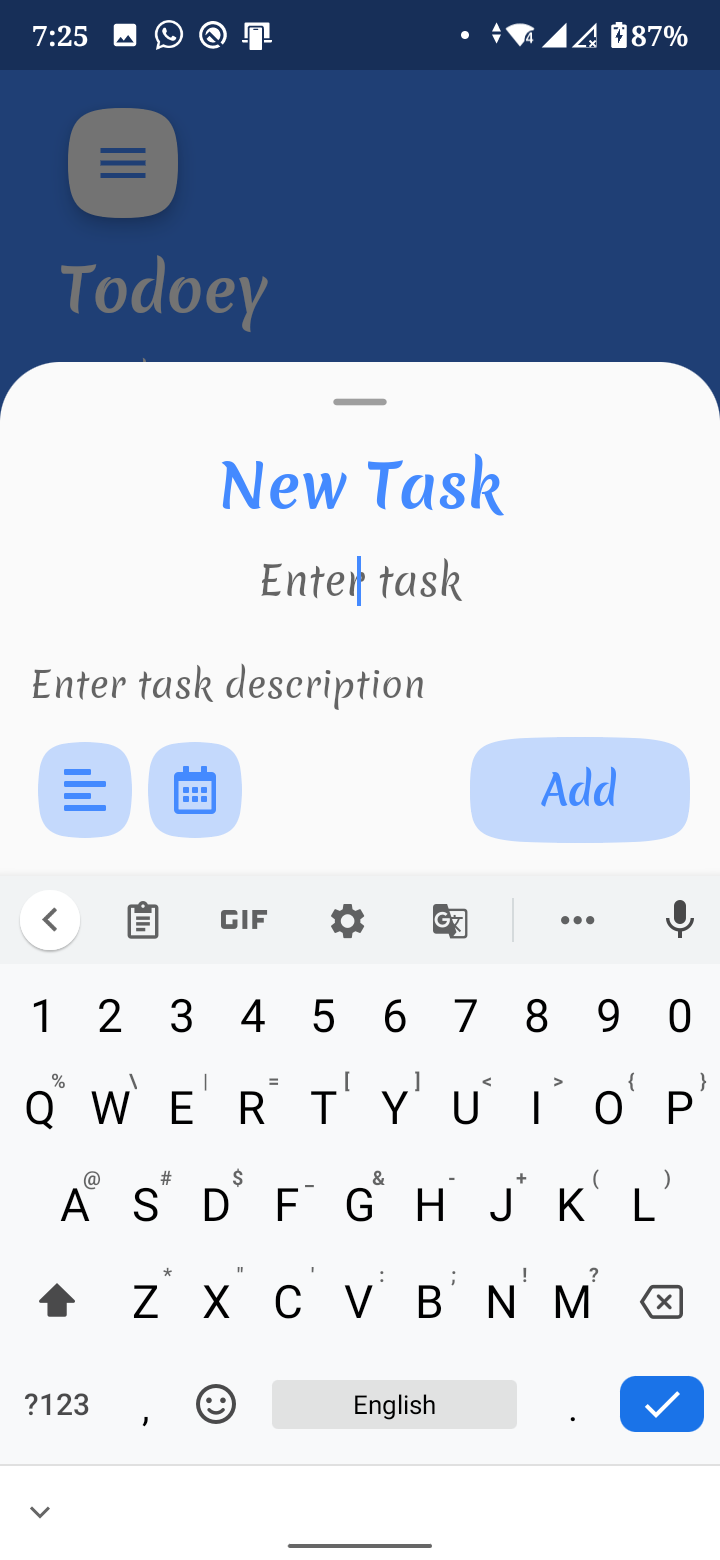 7:25 4 87%
Todoey
New Task
Enter task
Enter task description
Add
GIF G
1 2 3 4 5 6 7 8 9 0
% \ | = [ ] < > { }
Q W E R T Y U I O P
@ # $ _ & - + ( )
A S D F G H J K L
* " ' : ; ! ?
Z X C V B N M
?123 , English .